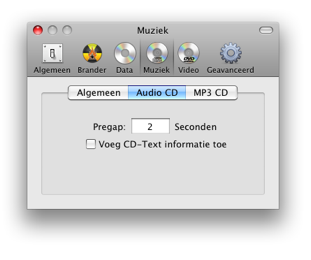 Muziek
Algemeen Brander Data Muziek Video Geavanceerd
Algemeen Audio CD MP3 CD
Pregap: 2 Seconden
Voeg CD-Text informatie toe